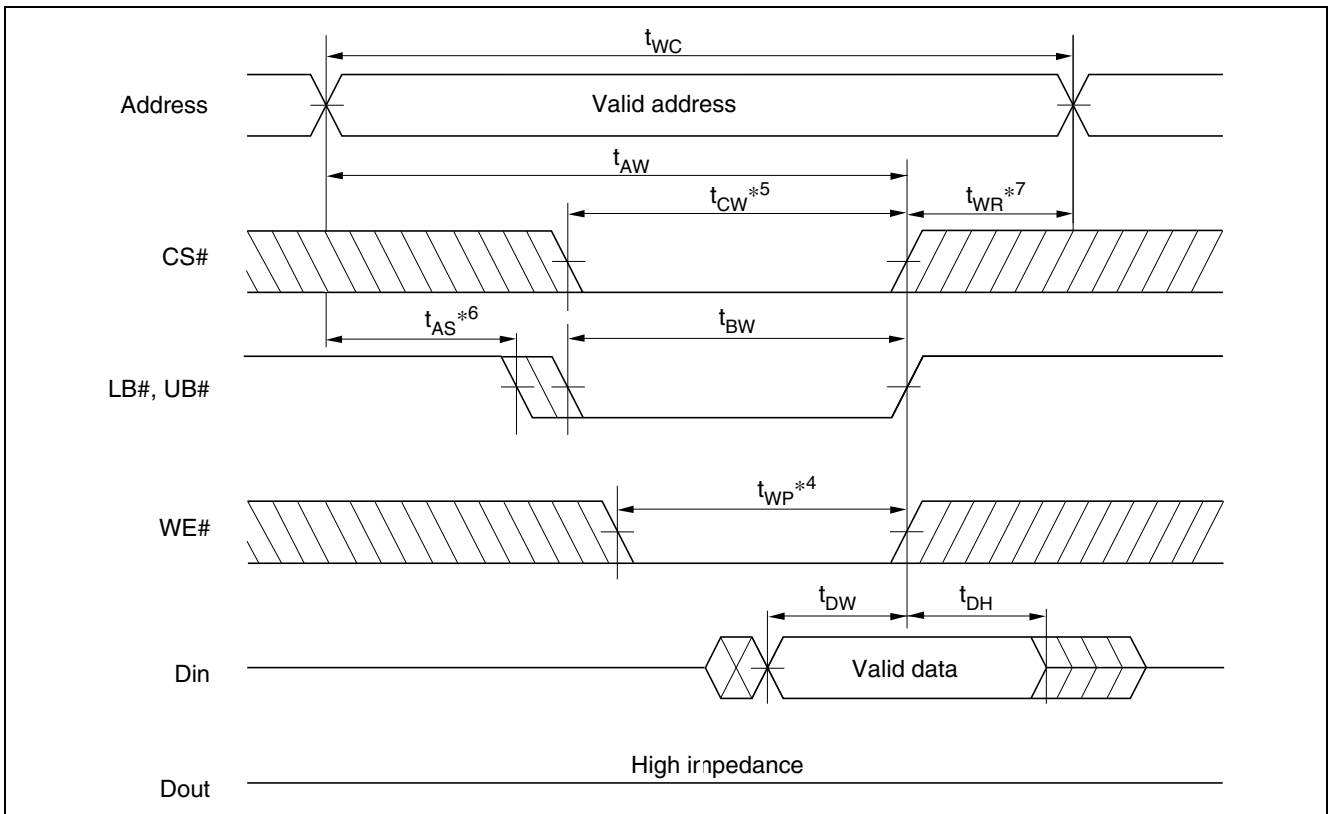 tWC
Address
Valid address
tAW
tCW*5
tWR*7
CS#
tAS*6
tBW
LB#, UB#
tWP*4
WE#
tDW
tDH
Din
Valid data
High impedance
Dout